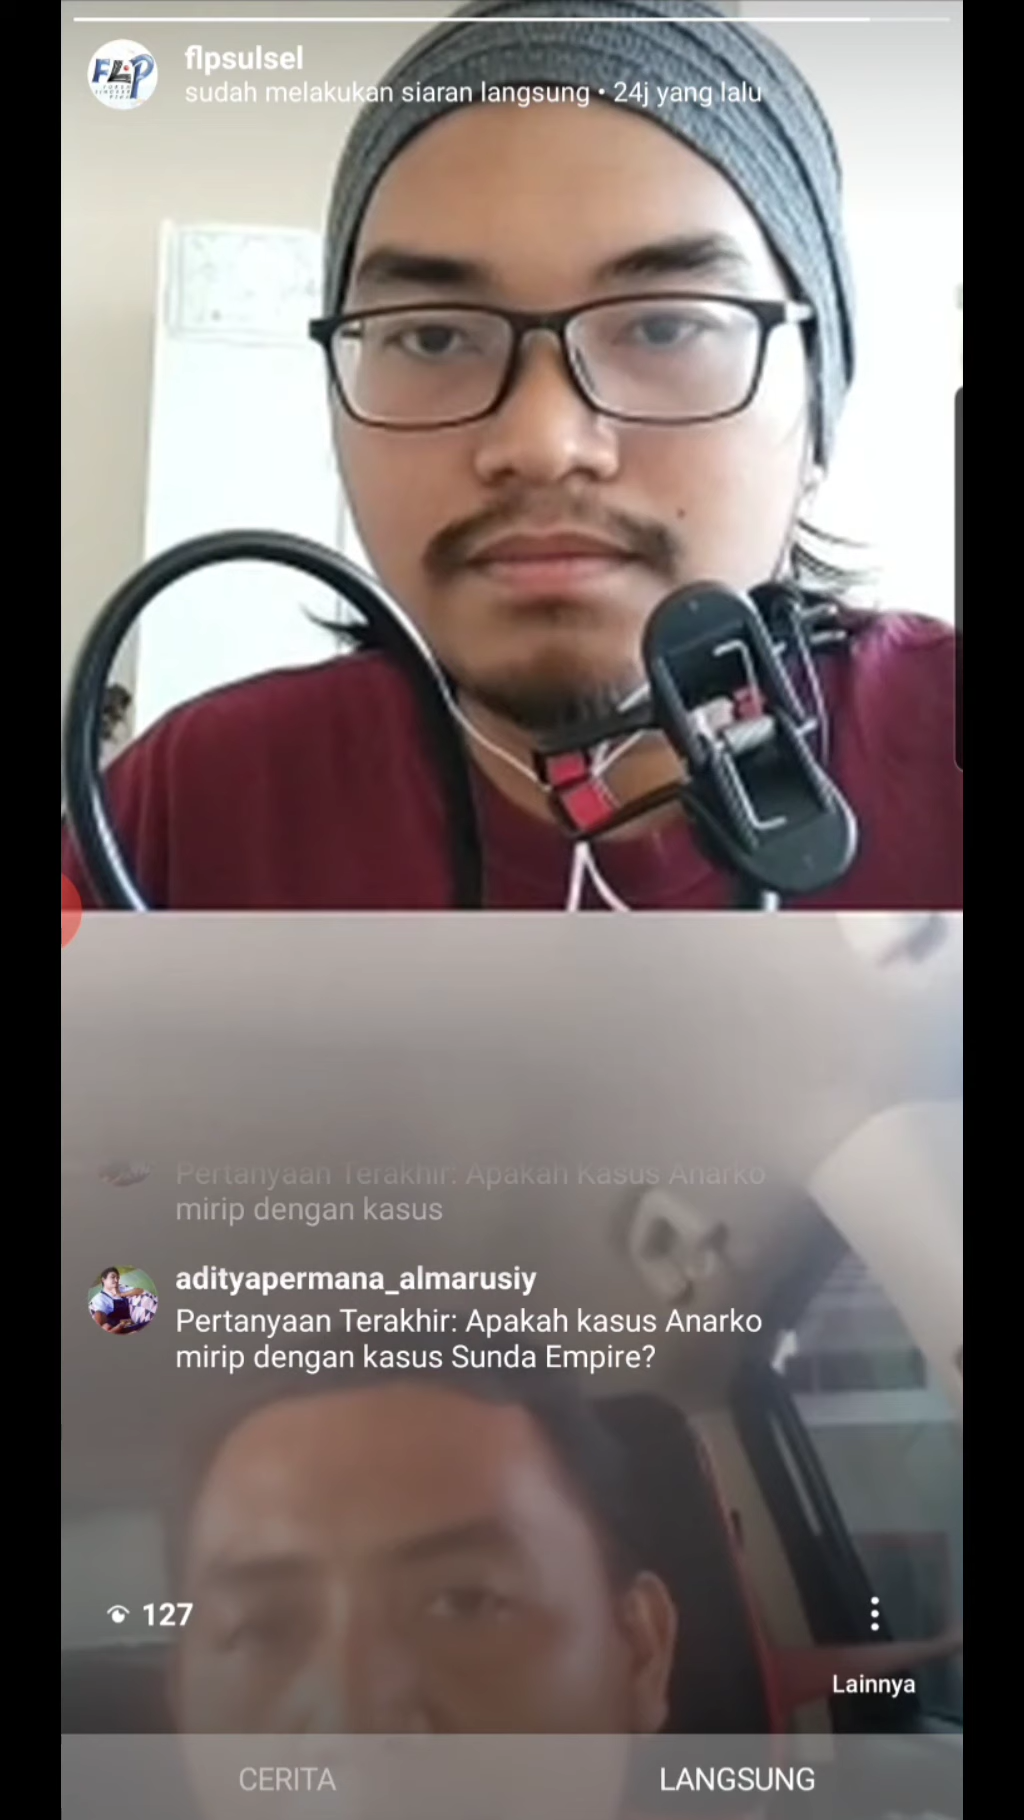 flpsulsel
sudah melakukan siaran langsung • 24j yang lalu
FLP
Pertanyaan Terakhir: Apakah Kasus Anarko
mirip dengan kasus
adityapermana_almarusiy
Pertanyaan Terakhir: Apakah kasus Anarko
mirip dengan kasus Sunda Empire?
127
Lainnya
CERITA
LANGSUNG